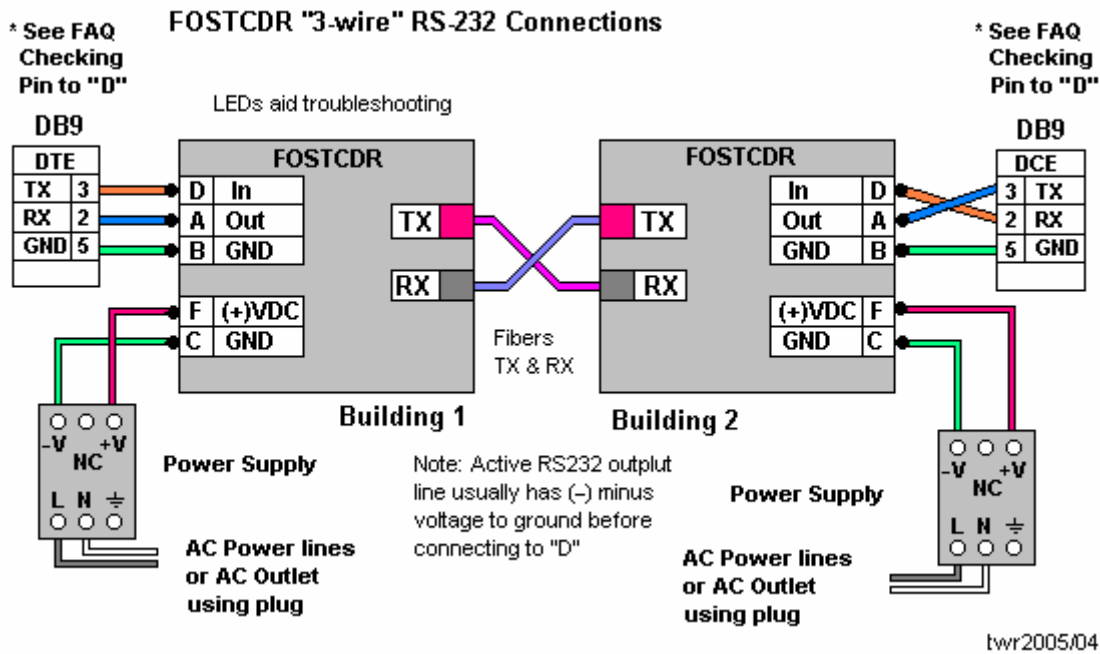 FOSTCDR "3-wire" RS-232 Connections
* See FAQ
Checking
Pin to "D"
* See FAQ
Checking
Pin to "D"
LEDs aid troubleshooting
DB9
DTE
TX 3
RX 2
GND 5
FOSTCDR
D In
A Out
B GND
F (+)VDC
C GND
TX
RX
Building 1
Fibers
TX & RX
FOSTCDR
TX
RX
In D
Out A
GND B
(+)VDC F
GND C
Building 2
DB9
DCE
3 TX
2 RX
5 GND
-V +V
NC
L N ⏚
Power Supply
AC Power lines
or AC Outlet
using plug
Note: Active RS232 outplut
line usually has (–) minus
voltage to ground before
connecting to "D"
Power Supply
-V +V
NC
L N ⏚
AC Power lines
or AC Outlet
using plug
twr2005/04